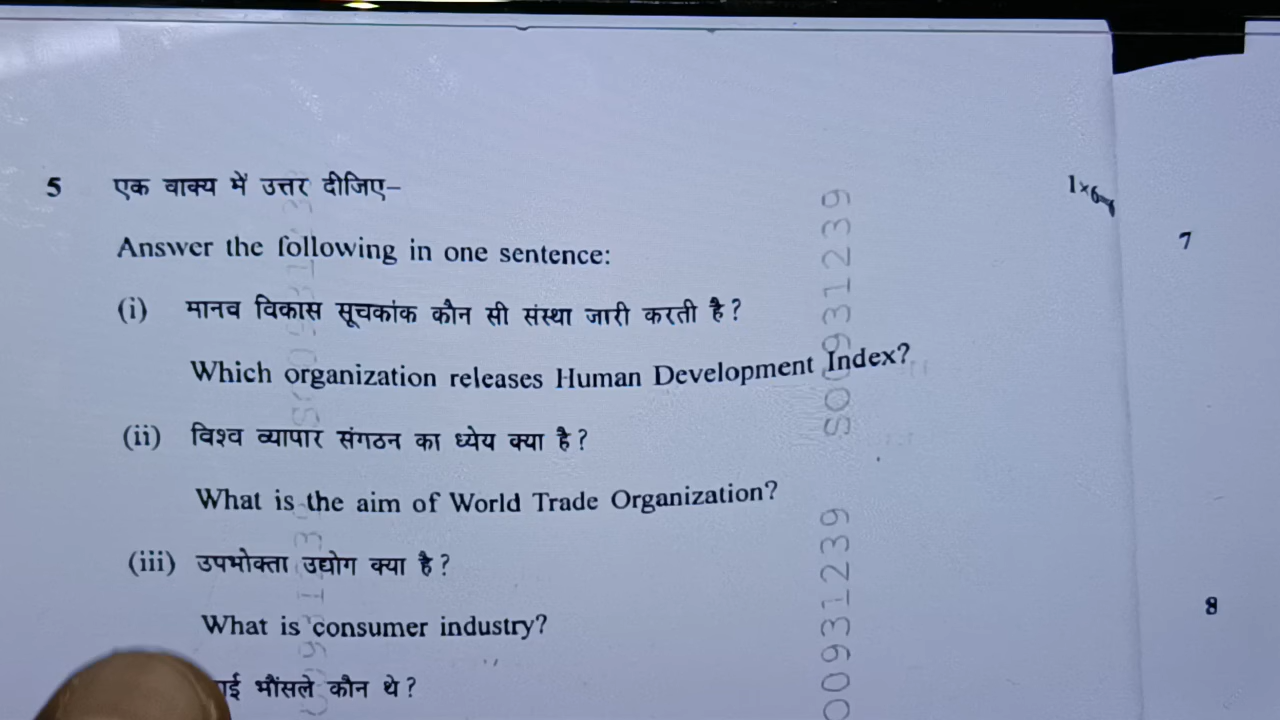 5 एक वाक्य में उत्तर दीजिए–
Answer the following in one sentence:
(i) मानव विकास सूचकांक कौन सी संस्था जारी करती है?
Which organization releases Human Development Index?
(ii) विश्व व्यापार संगठन का ध्येय क्या है?
What is the aim of World Trade Organization?
(iii) उपभोक्ता उद्योग क्या है?
What is consumer industry?
भौंसले कौन थे?
7
8
SO00931239